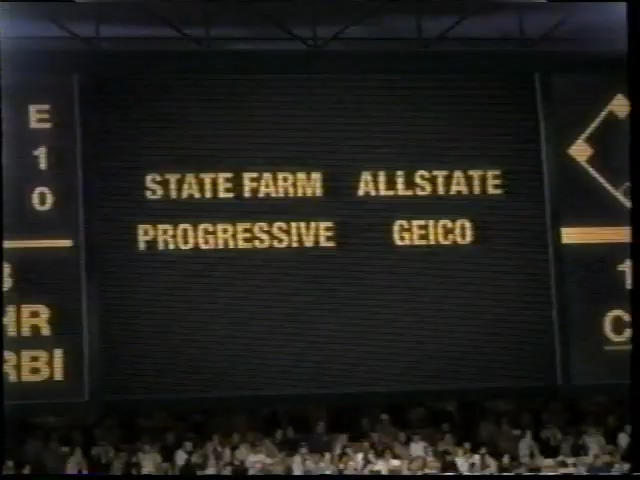 E
1
0
HR
RBI
STATE FARM ALLSTATE
PROGRESSIVE GEICO
1
C